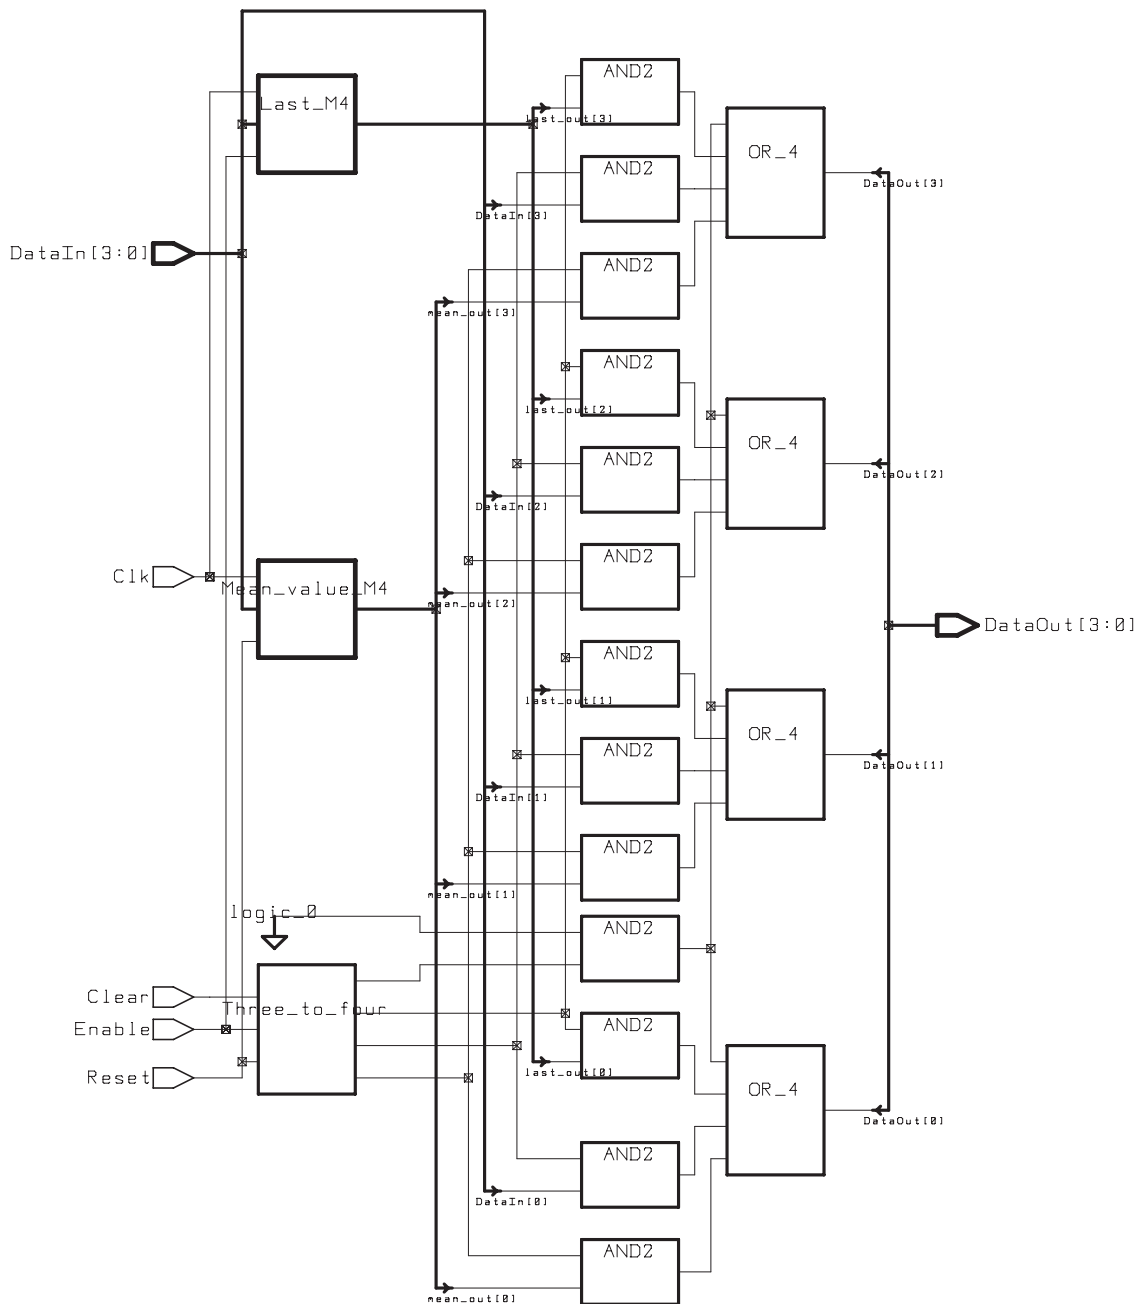 AND2
Last_M4
last_out[3]
OR_4
AND2
DataIn[3]
DataOut[3]
DataIn[3:0]
AND2
mean_out[3]
AND2
last_out[2]
OR_4
AND2
DataIn[2]
DataOut[2]
AND2
Clk
Mean_value_M4
mean_out[2]
DataOut[3:0]
AND2
last_out[1]
OR_4
AND2
DataIn[1]
DataOut[1]
AND2
mean_out[1]
logic_0
AND2
Clear
Three_to_four
Enable
AND2
Reset
last_out[0]
OR_4
DataOut[0]
AND2
DataIn[0]
AND2
mean_out[0]